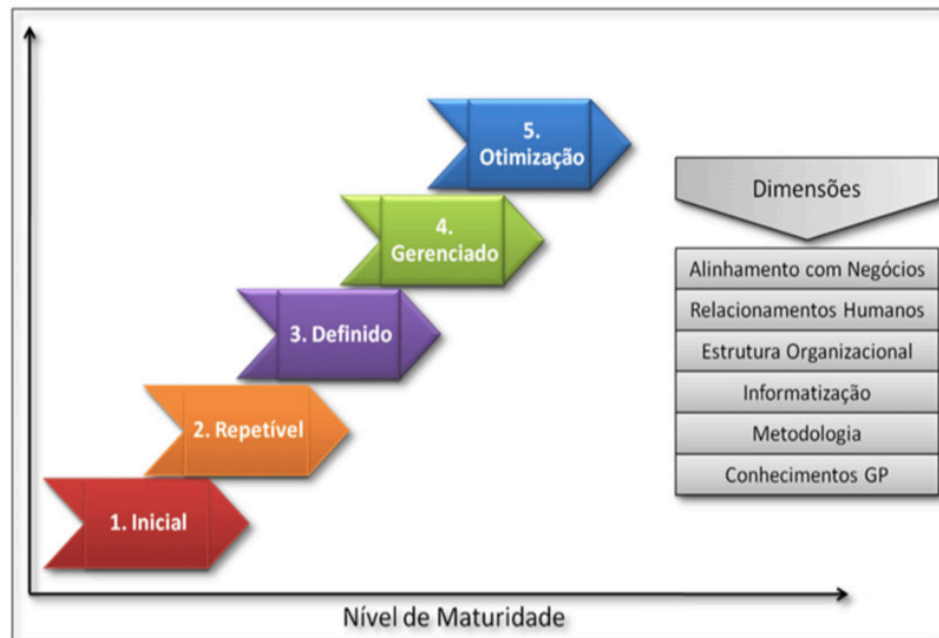 5.
Otimização
4.
Gerenciado
3. Definido
2. Repetível
1. Inicial
Nível de Maturidade
Dimensões
Alinhamento com Negócios
Relacionamentos Humanos
Estrutura Organizacional
Informatização
Metodologia
Conhecimentos GP